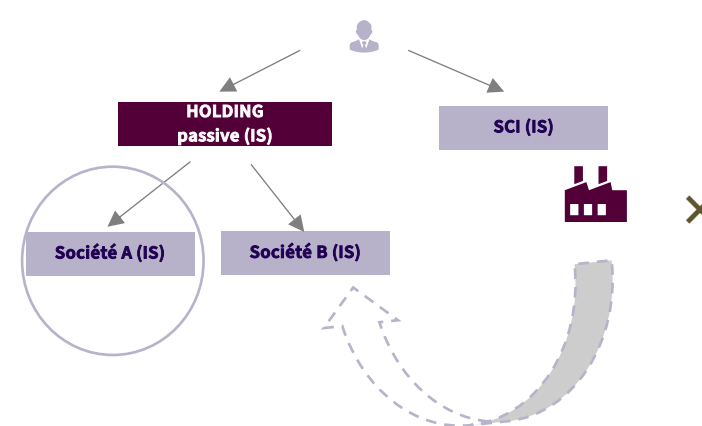 HOLDING
passive (IS)
SCI (IS)
Société A (IS)
Société B (IS)